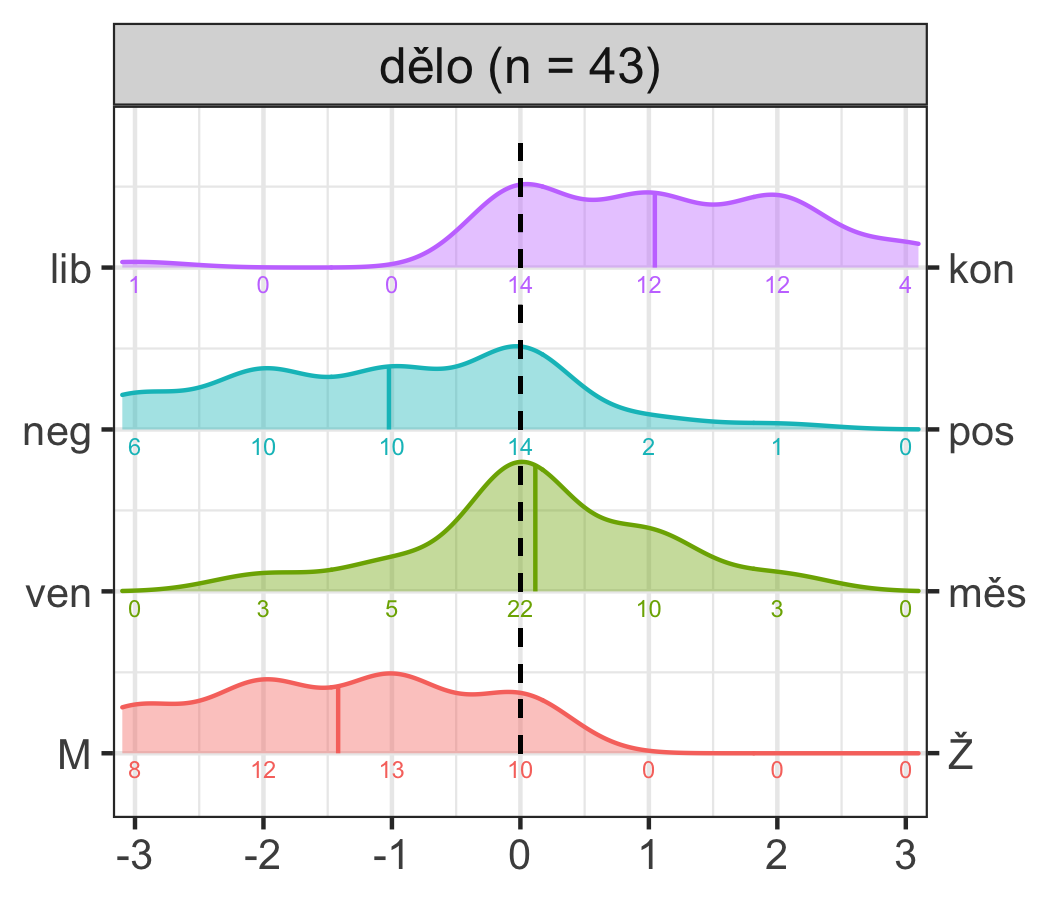 dělo (n = 43)
lib kon
1 0 0 14 12 12 4
neg pos
6 10 10 14 2 1 0
ven měs
0 3 5 22 10 3 0
M Ž
8 12 13 10 0 0 0
-3 -2 -1 0 1 2 3